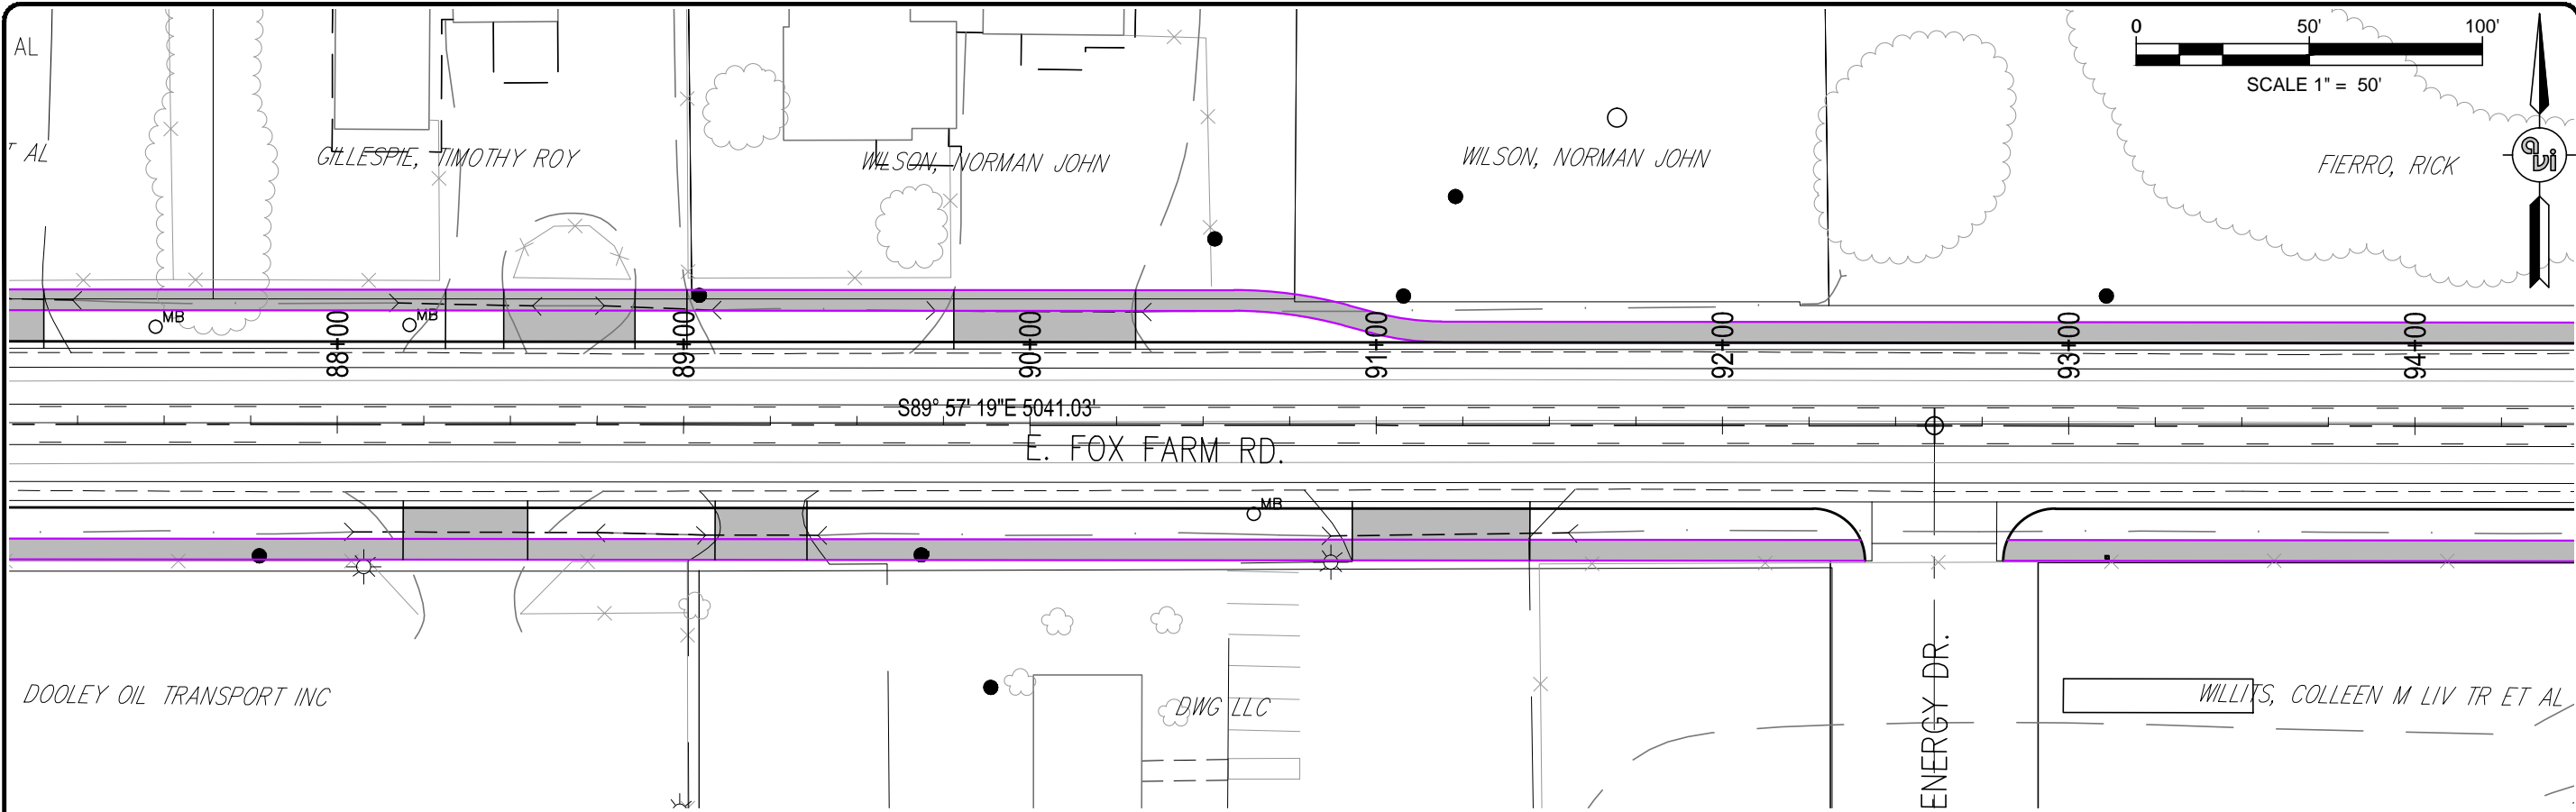 AL
0 50' 100'
SCALE 1" = 50'
T AL
GILLESPIE, TIMOTHY ROY
WILSON, NORMAN JOHN
WILSON, NORMAN JOHN
FIERRO, RICK
avi
MB
MB
88+00
89+00
90+00
91+00
92+00
93+00
94+00
S89° 57' 19"E 5041.03'
E. FOX FARM RD.
MB
ENERGY DR.
DOOLEY OIL TRANSPORT INC
DWG LLC
WILLITS, COLLEEN M LIV TR ET AL